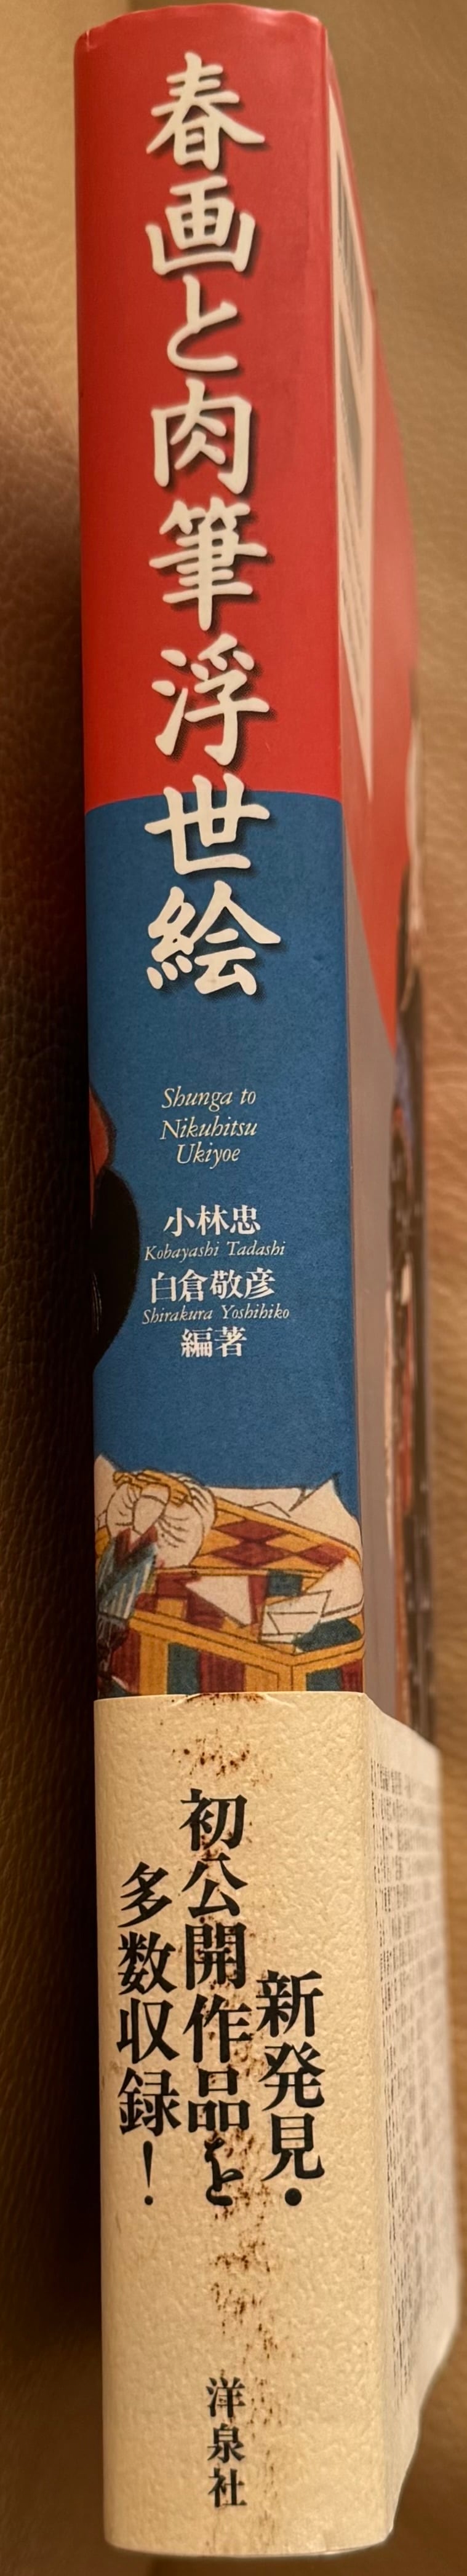 春画と肉筆浮世絵
Shunga to
Nikuhitsu
Ukiyoe
小林忠
Kobayashi Tadashi
白倉敬彦
Shirakura Yoshihiko
編著
新発見・
初公開作品を
多数収録！
洋泉社